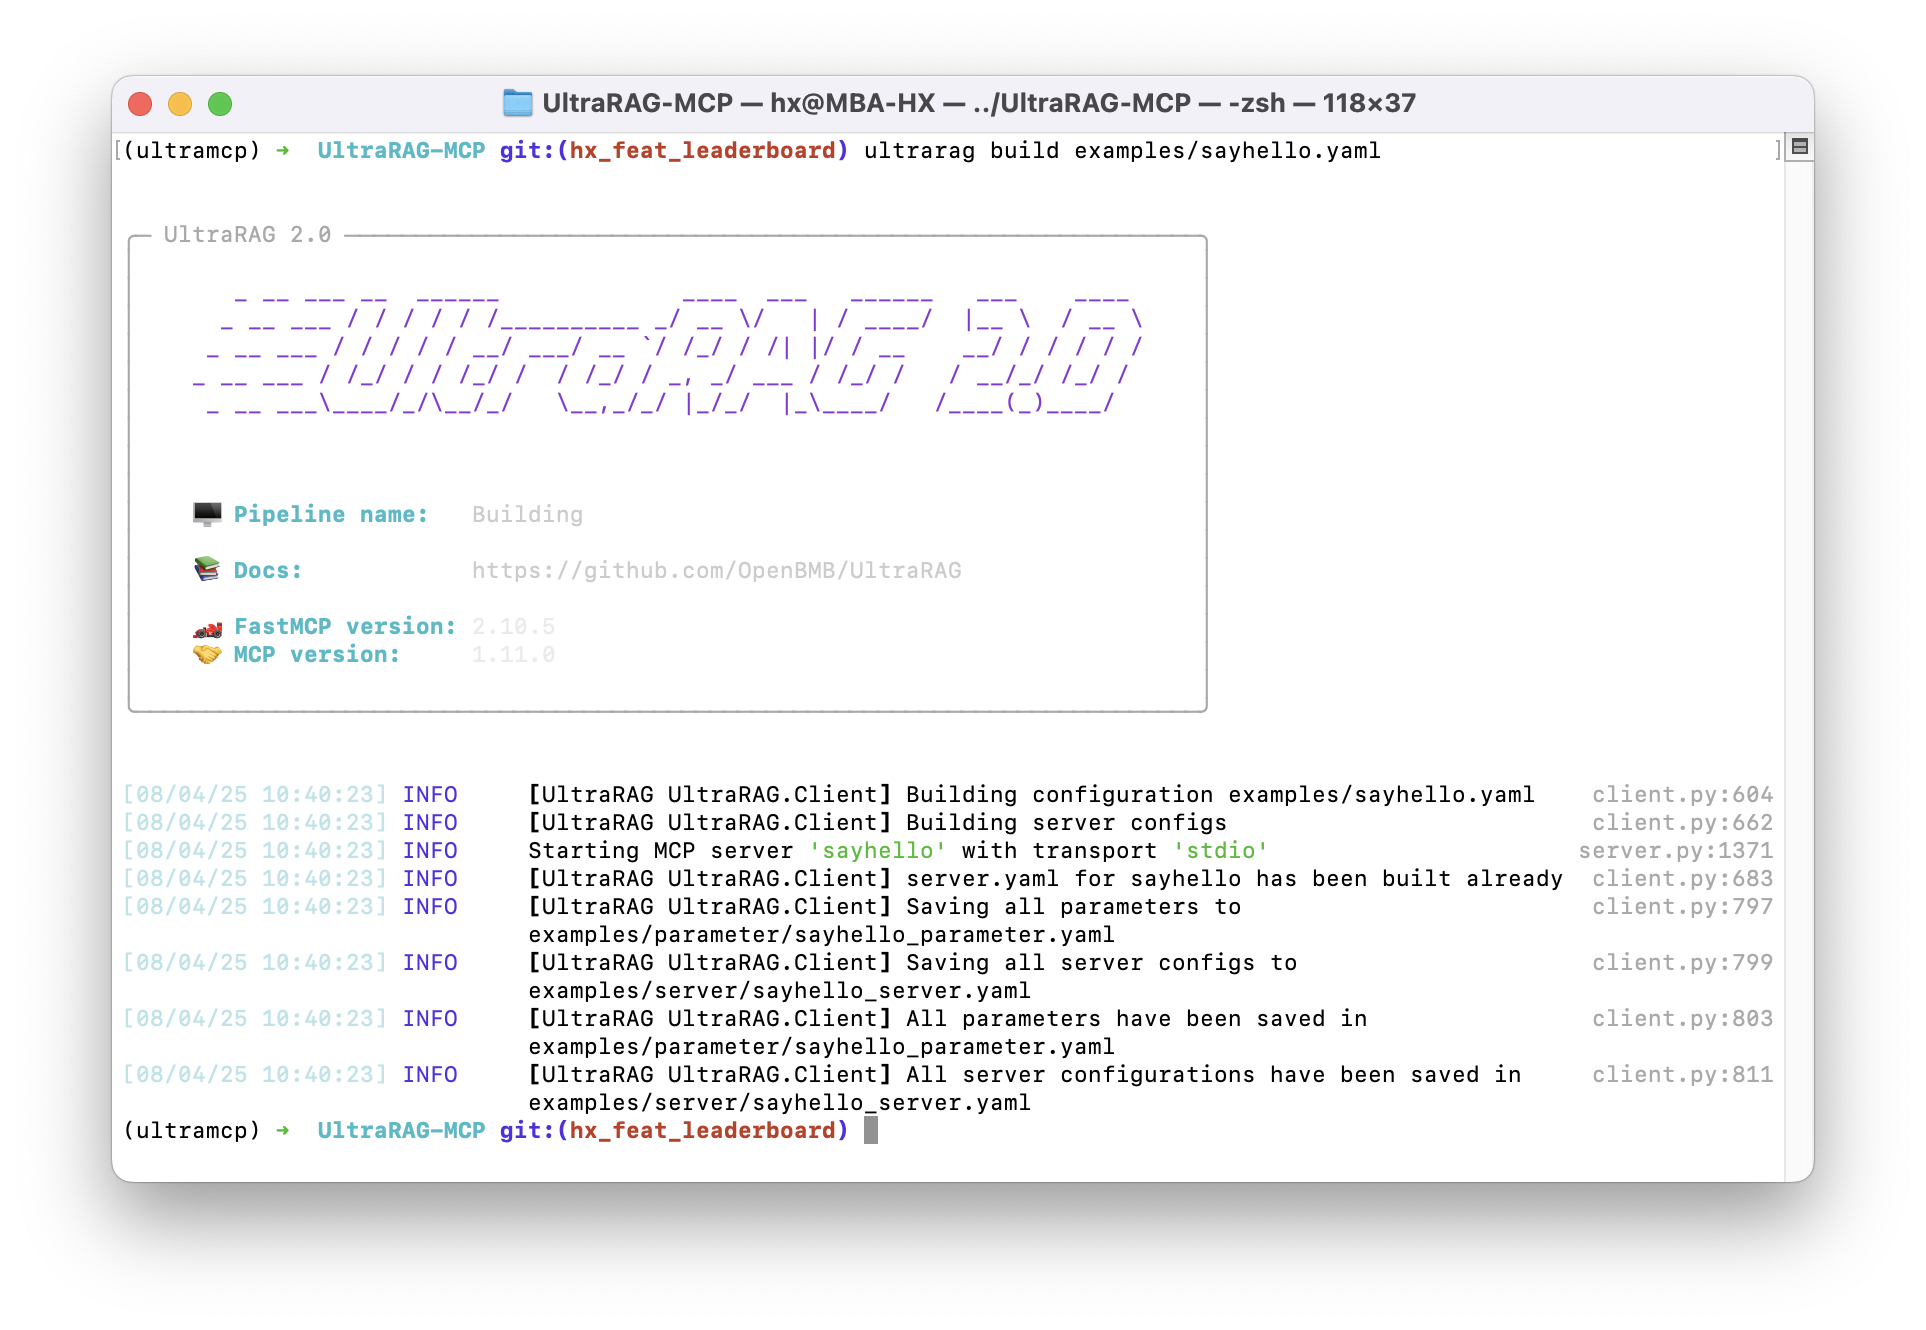 UltraRAG-MCP — hx@MBA-HX — ../UltraRAG-MCP — -zsh — 118×37
[(ultramcp) ➜  UltraRAG-MCP git:(hx_feat_leaderboard) ultrarag build examples/sayhello.yaml ]
UltraRAG 2.0
UltraRAG 2.0
🖥️ Pipeline name: Building
📚 Docs: https://github.com/OpenBMB/UltraRAG
🏎️ FastMCP version: 2.10.5
🤝 MCP version: 1.11.0
[08/04/25 10:40:23] INFO [UltraRAG UltraRAG.Client] Building configuration examples/sayhello.yaml client.py:604
[08/04/25 10:40:23] INFO [UltraRAG UltraRAG.Client] Building server configs client.py:662
[08/04/25 10:40:23] INFO Starting MCP server 'sayhello' with transport 'stdio' server.py:1371
[08/04/25 10:40:23] INFO [UltraRAG UltraRAG.Client] server.yaml for sayhello has been built already client.py:683
[08/04/25 10:40:23] INFO [UltraRAG UltraRAG.Client] Saving all parameters to client.py:797
examples/parameter/sayhello_parameter.yaml
[08/04/25 10:40:23] INFO [UltraRAG UltraRAG.Client] Saving all server configs to client.py:799
examples/server/sayhello_server.yaml
[08/04/25 10:40:23] INFO [UltraRAG UltraRAG.Client] All parameters have been saved in client.py:803
examples/parameter/sayhello_parameter.yaml
[08/04/25 10:40:23] INFO [UltraRAG UltraRAG.Client] All server configurations have been saved in client.py:811
examples/server/sayhello_server.yaml
(ultramcp) ➜  UltraRAG-MCP git:(hx_feat_leaderboard)